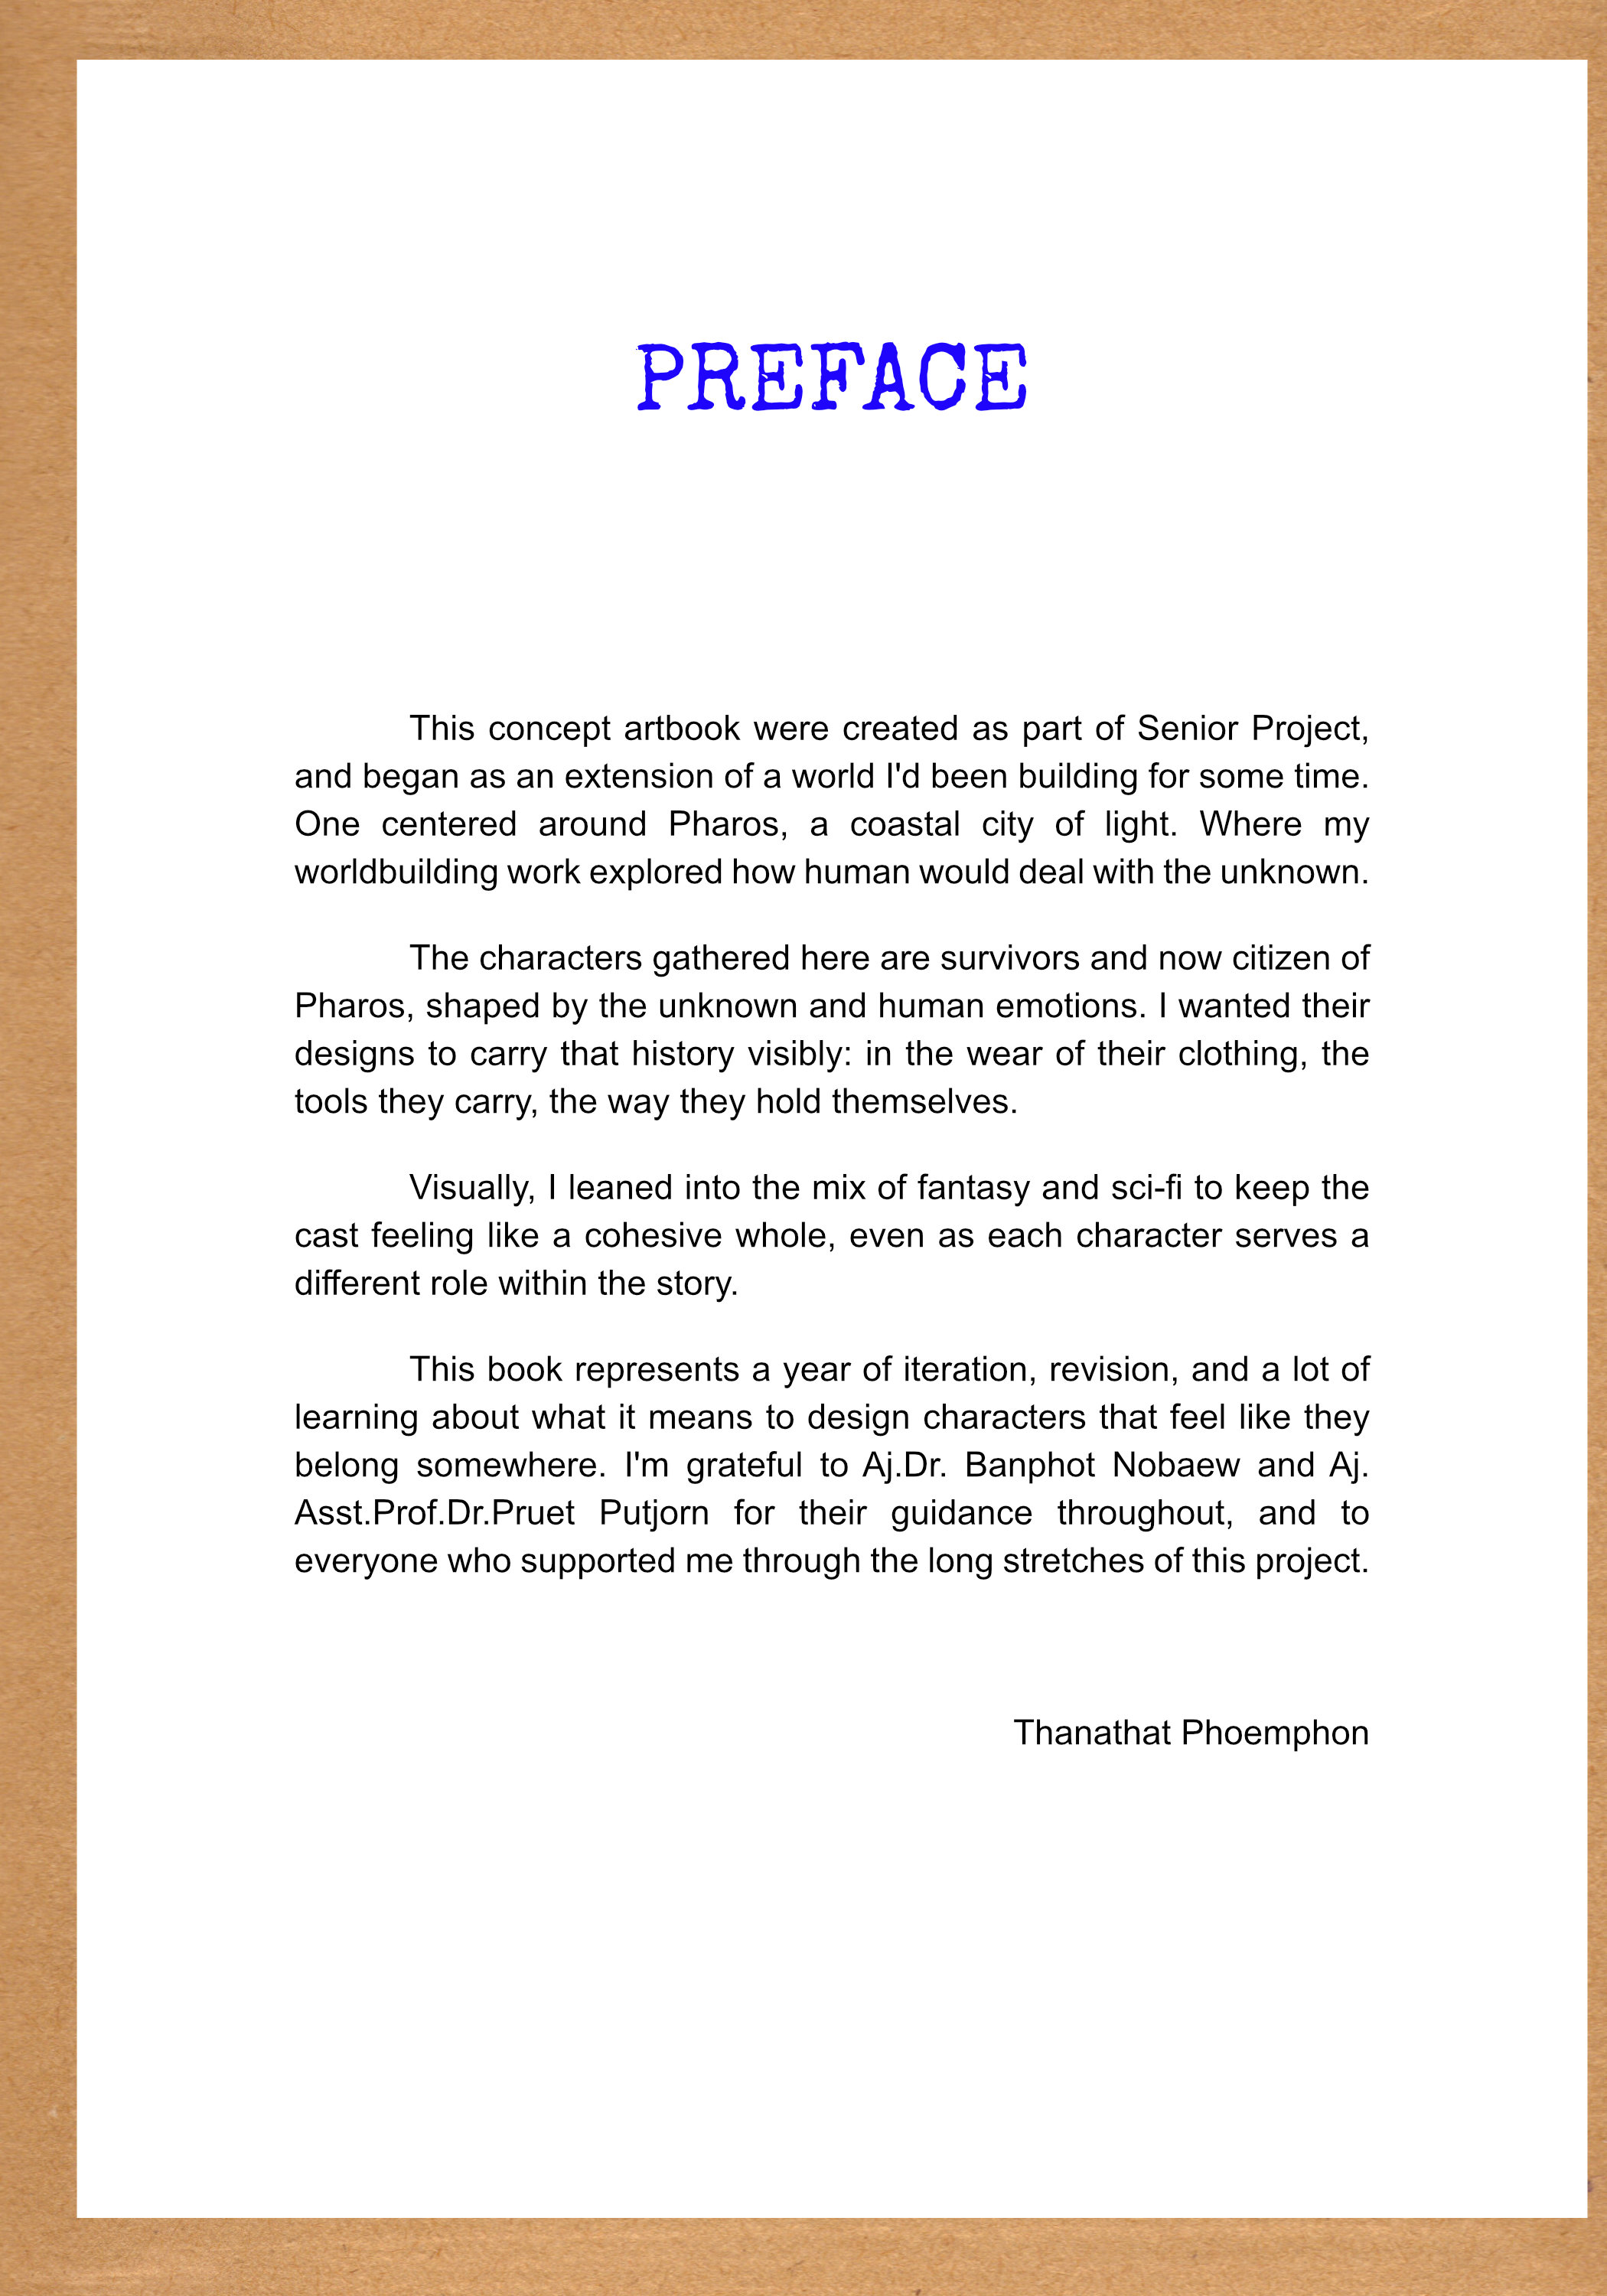 PREFACE
This concept artbook were created as part of Senior Project,
and began as an extension of a world I'd been building for some time.
One centered around Pharos, a coastal city of light. Where my
worldbuilding work explored how human would deal with the unknown.
The characters gathered here are survivors and now citizen of
Pharos, shaped by the unknown and human emotions. I wanted their
designs to carry that history visibly: in the wear of their clothing, the
tools they carry, the way they hold themselves.
Visually, I leaned into the mix of fantasy and sci-fi to keep the
cast feeling like a cohesive whole, even as each character serves a
different role within the story.
This book represents a year of iteration, revision, and a lot of
learning about what it means to design characters that feel like they
belong somewhere. I'm grateful to Aj.Dr. Banphot Nobaew and Aj.
Asst.Prof.Dr.Pruet Putjorn for their guidance throughout, and to
everyone who supported me through the long stretches of this project.
Thanathat Phoemphon